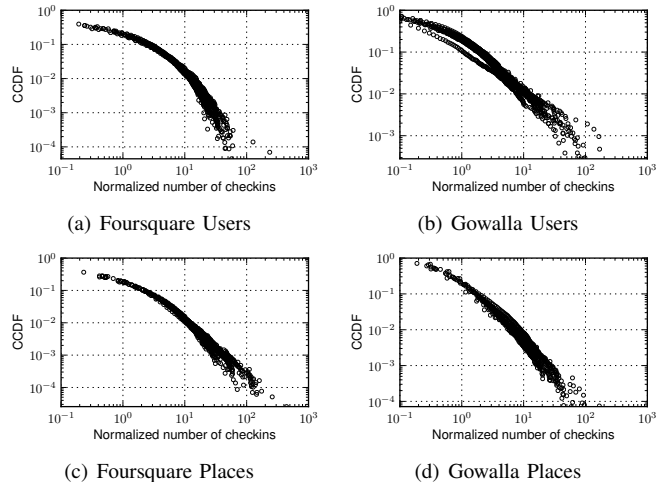 10^0
10^-1
10^-2
10^-3
10^-4
CCDF
10^-1 10^0 10^1 10^2 10^3
Normalized number of checkins
(a) Foursquare Users
10^0
10^-1
10^-2
10^-3
CCDF
10^-1 10^0 10^1 10^2 10^3
Normalized number of checkins
(b) Gowalla Users
10^0
10^-1
10^-2
10^-3
10^-4
CCDF
10^-1 10^0 10^1 10^2 10^3
Normalized number of checkins
(c) Foursquare Places
10^0
10^-1
10^-2
10^-3
10^-4
CCDF
10^-1 10^0 10^1 10^2 10^3
Normalized number of checkins
(d) Gowalla Places